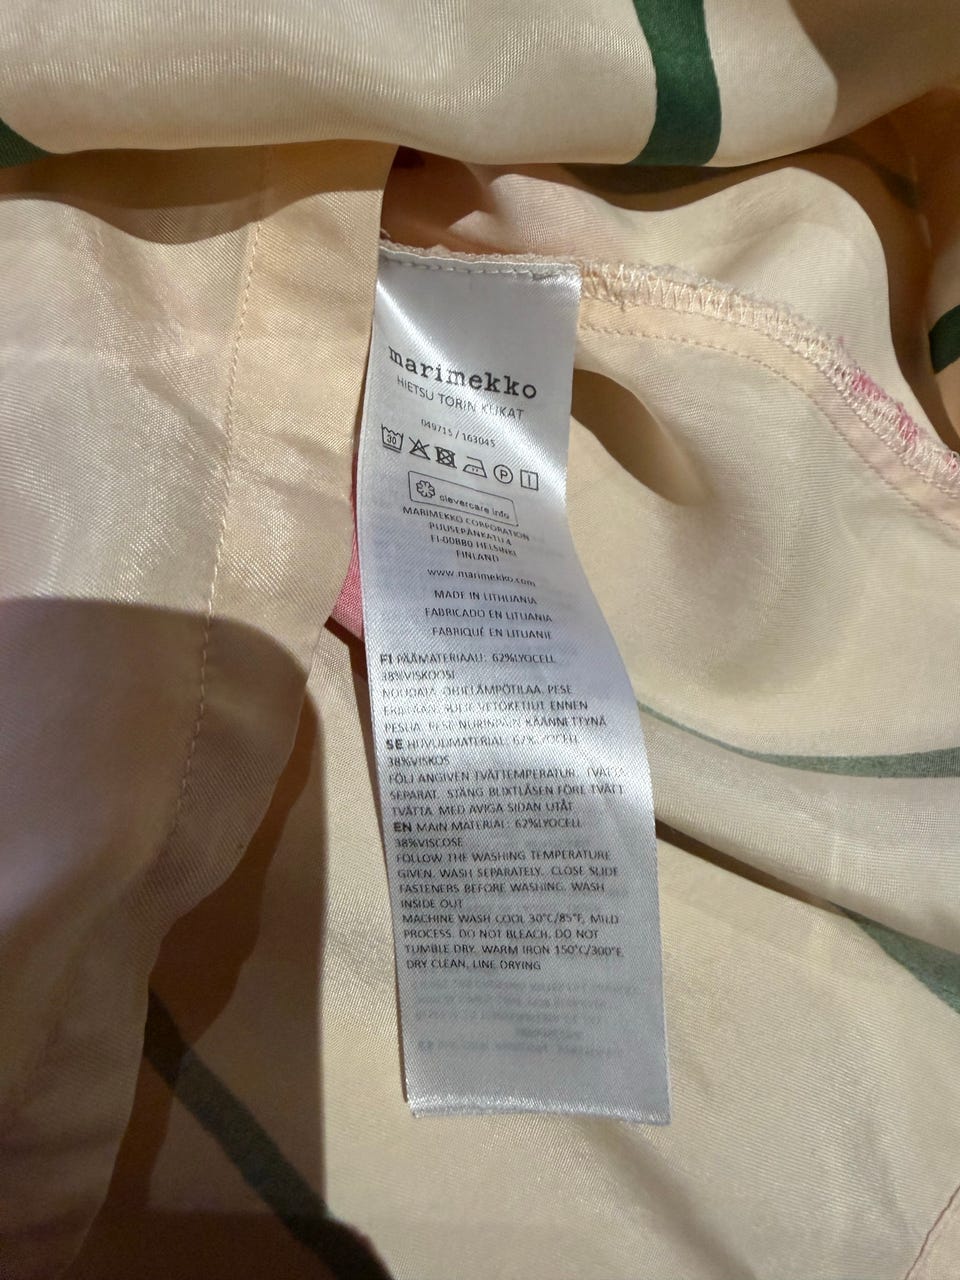 marimekko
HIETSU TORIN KUKAT
049715 / 163045
30
P
clevercare info
MARIMEKKO CORPORATION
PUUSEPÄNKATU 4
FI-00880 HELSINKI
FINLAND
www.marimekko.com
MADE IN LITHUANIA
FABRICADO EN LITUANIA
FABRIQUÉ EN LITUANIE
FI PÄÄMATERIAALI: 62%LYOCELL
38%VISKOOSI
NOUDATA OHJELÄMPÖTILAA. PESE
ERIKSEEN. SULJE VETOKETJUT ENNEN
PESUA. PESE NURINPÄIN KÄÄNNETTYNÄ
SE HUVUDMATERIAL: 62%LYOCELL
38%VISKOS
FÖLJ ANGIVEN TVÄTTEMPERATUR. TVÄTTA
SEPARAT. STÄNG BLIXTLÅSEN FÖRE TVÄTT.
TVÄTTA MED AVIGA SIDAN UTÅT
EN MAIN MATERIAL: 62%LYOCELL
38%VISCOSE
FOLLOW THE WASHING TEMPERATURE
GIVEN. WASH SEPARATELY. CLOSE SLIDE
FASTENERS BEFORE WASHING. WASH
INSIDE OUT
MACHINE WASH COOL 30°C/85°F, MILD
PROCESS. DO NOT BLEACH. DO NOT
TUMBLE DRY. WARM IRON 150°C/300°F.
DRY CLEAN, LINE DRYING